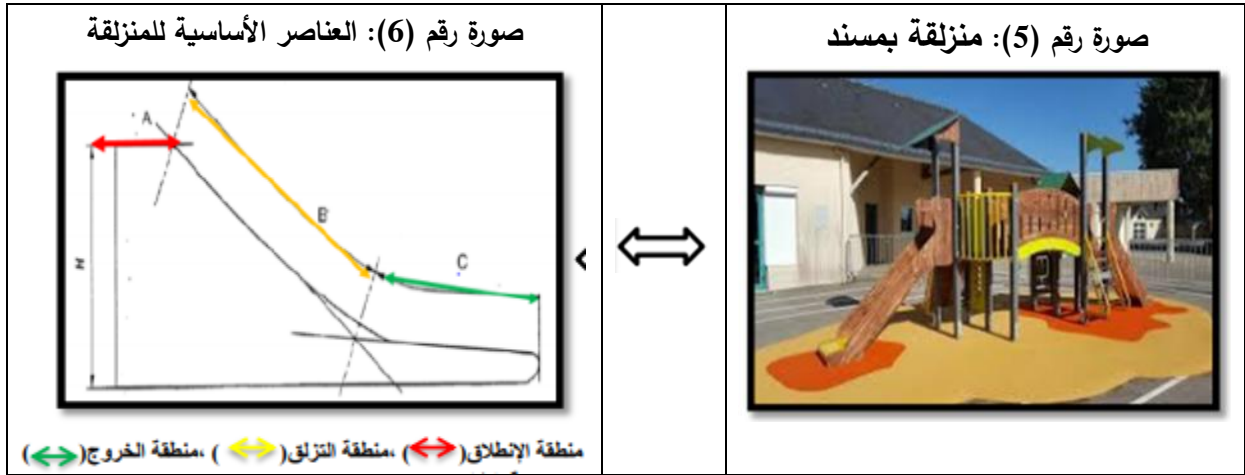 صورة رقم (5): منزلقة بمسند
صورة رقم (6): العناصر الأساسية للمنزلقة
A
B
C
H
منطقة الإنطلاق( )،منطقة التزلق( )،منطقة الخروج( )